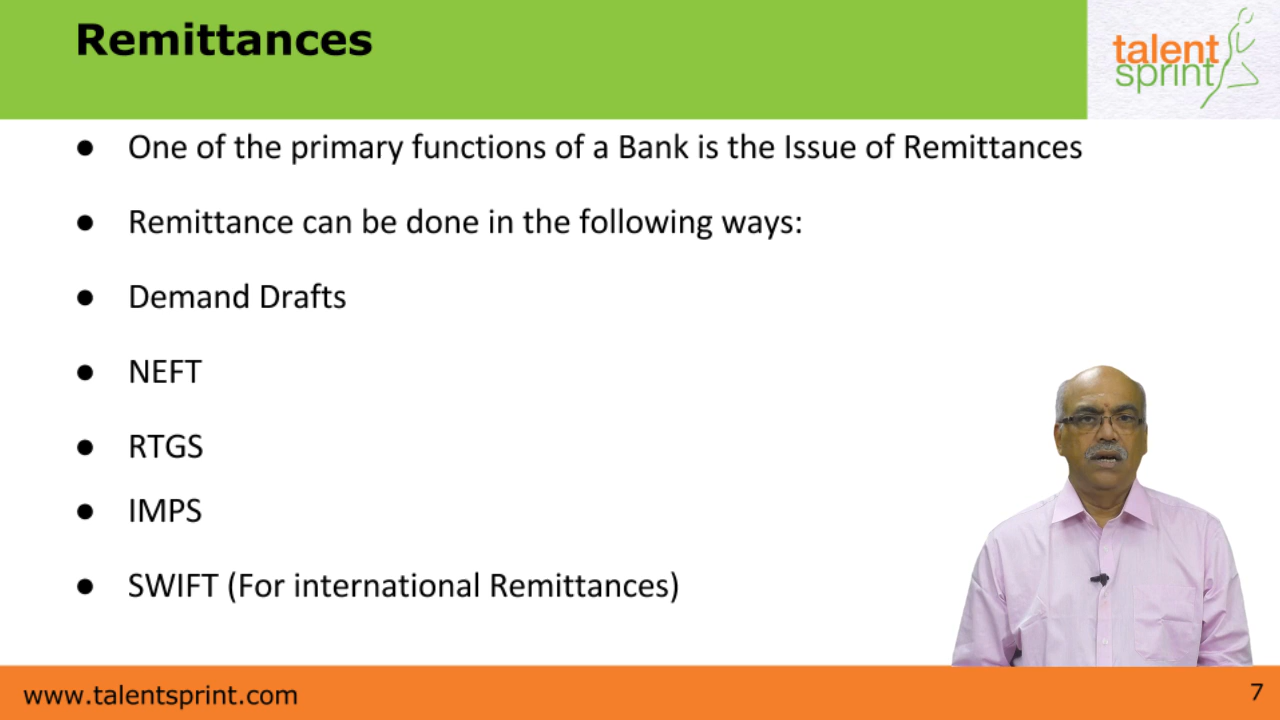 Remittances
talent
sprint
● One of the primary functions of a Bank is the Issue of Remittances
● Remittance can be done in the following ways:
● Demand Drafts
● NEFT
● RTGS
● IMPS
● SWIFT (For international Remittances)
www.talentsprint.com
7